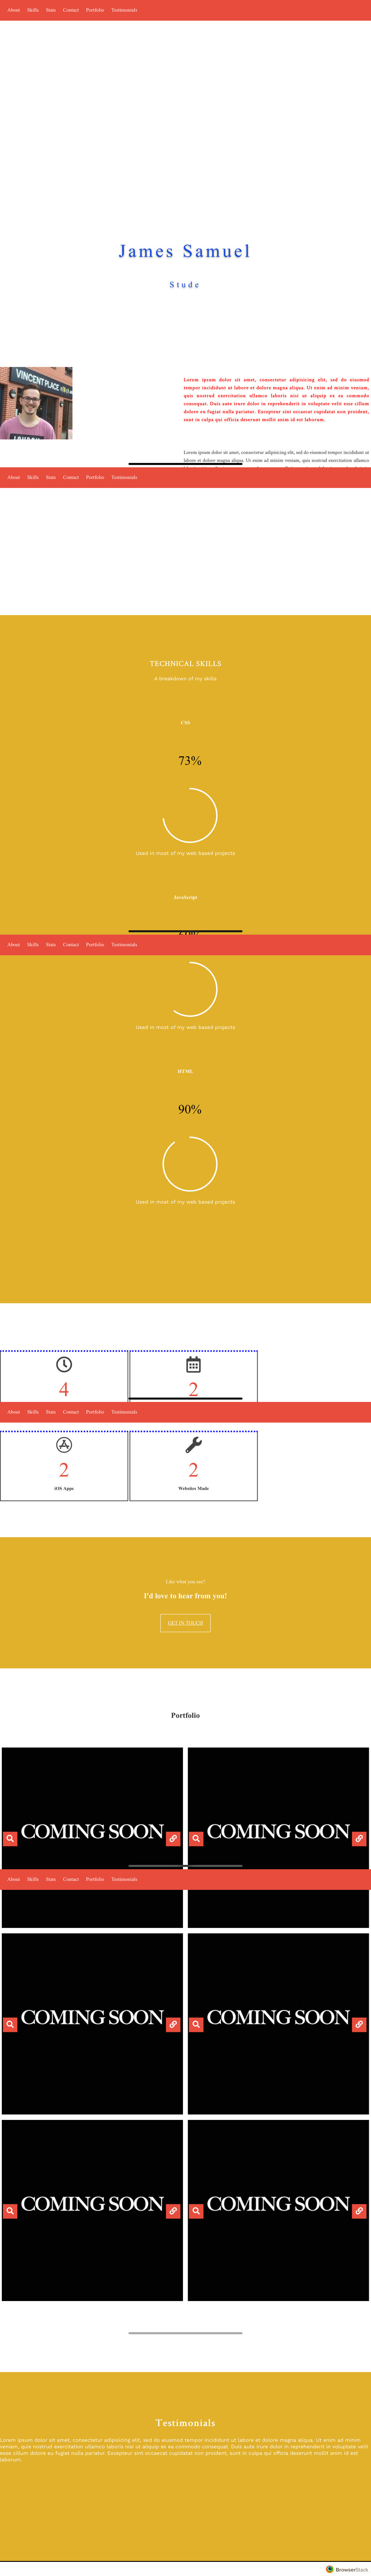 About Skills Stats Contact Portfolio Testimonials
James Samuel
Stude
VINCENT PLACE
Lorem ipsum dolor sit amet, consectetur adipisicing elit, sed do eiusmod
tempor incididunt ut labore et dolore magna aliqua. Ut enim ad minim veniam,
quis nostrud exercitation ullamco laboris nisi ut aliquip ex ea commodo
consequat. Duis aute irure dolor in reprehenderit in voluptate velit esse cillum
dolore eu fugiat nulla pariatur. Excepteur sint occaecat cupidatat non proident,
sunt in culpa qui officia deserunt mollit anim id est laborum.
Lorem ipsum dolor sit amet, consectetur adipisicing elit, sed do eiusmod tempor incididunt ut
labore et dolore magna aliqua. Ut enim ad minim veniam, quis nostrud exercitation ullamco
About Skills Stats Contact Portfolio Testimonials
TECHNICAL SKILLS
A breakdown of my skills
CSS
73%
Used in most of my web based projects
JavaScript
About Skills Stats Contact Portfolio Testimonials
Used in most of my web based projects
HTML
90%
Used in most of my web based projects
4 2
About Skills Stats Contact Portfolio Testimonials
2 2
iOS Apps Websites Made
Like what you see?
I'd love to hear from you!
GET IN TOUCH
Portfolio
COMING SOON COMING SOON
About Skills Stats Contact Portfolio Testimonials
COMING SOON COMING SOON
COMING SOON COMING SOON
Testimonials
Lorem ipsum dolor sit amet, consectetur adipisicing elit, sed do eiusmod tempor incididunt ut labore et dolore magna aliqua. Ut enim ad minim
veniam, quis nostrud exercitation ullamco laboris nisi ut aliquip ex ea commodo consequat. Duis aute irure dolor in reprehenderit in voluptate velit
esse cillum dolore eu fugiat nulla pariatur. Excepteur sint occaecat cupidatat non proident, sunt in culpa qui officia deserunt mollit anim id est
laborum.
BrowserStack